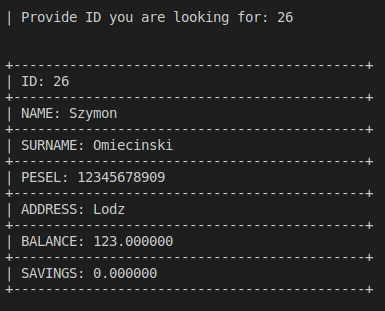 | Provide ID you are looking for: 26
+--------------------------------------------+
| ID: 26
+--------------------------------------------+
| NAME: Szymon
+--------------------------------------------+
| SURNAME: Omiecinski
+--------------------------------------------+
| PESEL: 12345678909
+--------------------------------------------+
| ADDRESS: Lodz
+--------------------------------------------+
| BALANCE: 123.000000
+--------------------------------------------+
| SAVINGS: 0.000000
+--------------------------------------------+